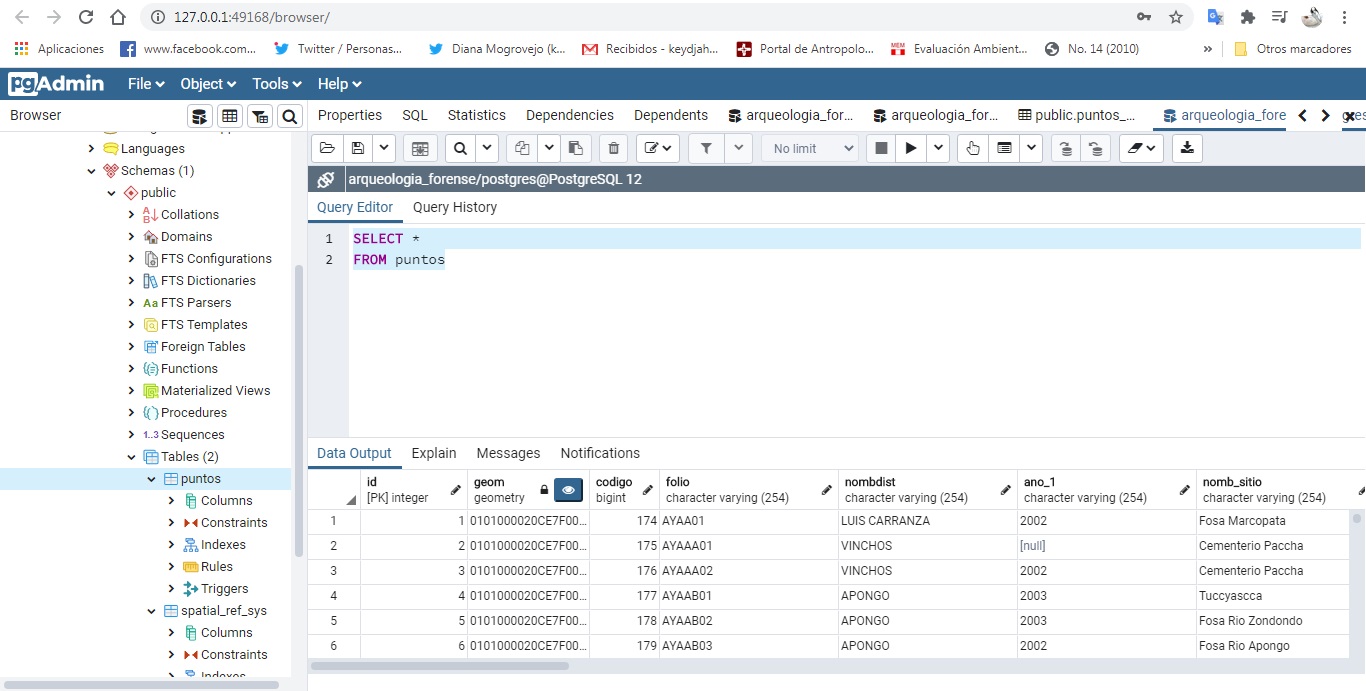 127.0.0.1:49168/browser/
Aplicaciones www.facebook.com... Twitter / Personas... Diana Mogrovejo (k... Recibidos - keydjah... Portal de Antropolo... Evaluación Ambient... No. 14 (2010) » Otros marcadores
pgAdmin File Object Tools Help
Browser
Properties SQL Statistics Dependencies Dependents arqueologia_for... arqueologia_for... public.puntos_... arqueologia_fore
No limit
arqueologia_forense/postgres@PostgreSQL 12
Query Editor Query History
1 SELECT *
2 FROM puntos
Languages
Schemas (1)
public
Collations
Domains
FTS Configurations
FTS Dictionaries
Aa FTS Parsers
FTS Templates
Foreign Tables
Functions
Materialized Views
Procedures
1..3 Sequences
Tables (2)
puntos
Columns
Constraints
Indexes
Rules
Triggers
spatial_ref_sys
Columns
Constraints
Indexes
Data Output Explain Messages Notifications
id geom codigo folio nombdist ano_1 nomb_sitio
[PK] integer geometry bigint character varying (254) character varying (254) character varying (254) character varying (254)
1 1 0101000020CE7F00... 174 AYAA01 LUIS CARRANZA 2002 Fosa Marcopata
2 2 0101000020CE7F00... 175 AYAAA01 VINCHOS [null] Cementerio Paccha
3 3 0101000020CE7F00... 176 AYAAA02 VINCHOS 2002 Cementerio Paccha
4 4 0101000020CE7F00... 177 AYAAB01 APONGO 2003 Tuccyascca
5 5 0101000020CE7F00... 178 AYAAB02 APONGO 2003 Fosa Rio Zondondo
6 6 0101000020CE7F00... 179 AYAAB03 APONGO 2002 Fosa Rio Apongo